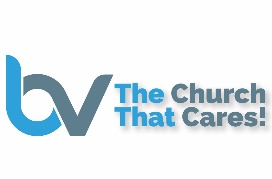 bv
The Church
That Cares!